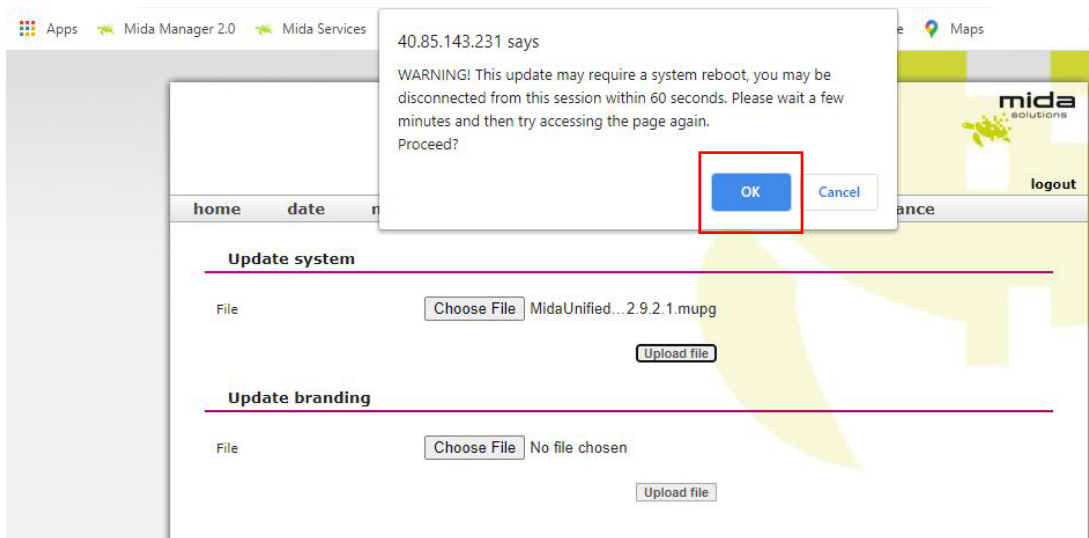 Apps Mida Manager 2.0 Mida Services e Maps
40.85.143.231 says
WARNING! This update may require a system reboot, you may be
disconnected from this session within 60 seconds. Please wait a few
minutes and then try accessing the page again.
Proceed?
OK Cancel
mida
solutions
logout
home date n ance
Update system
File Choose File MidaUnified...2.9.2.1.mupg
Upload file
Update branding
File Choose File No file chosen
Upload file